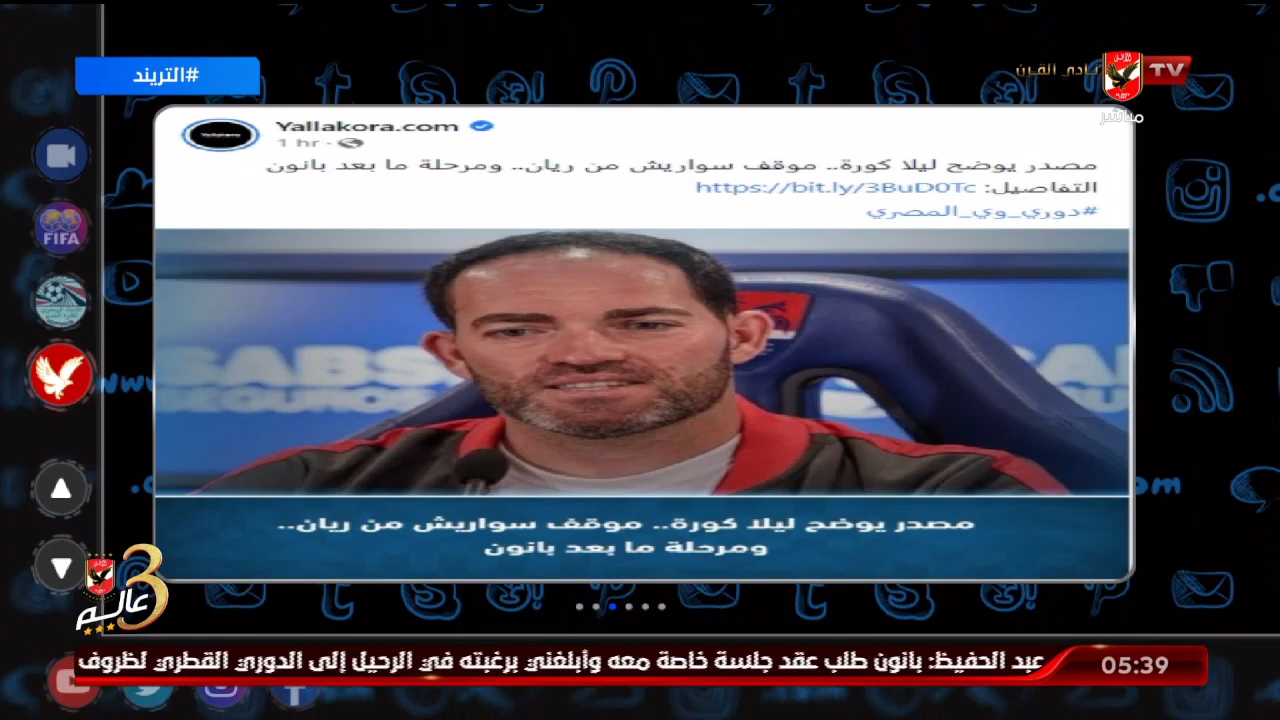 #التريند
نادي القرن
TV
مباشر
Yallakora.com
1 hr
مصدر يوضح ليلا كورة.. موقف سواريش من ريان.. ومرحلة ما بعد بانون
التفاصيل: https://bit.ly/3BuD0Tc
#دوري_وي_المصري
FIFA
SABS
مصدر يوضح ليلا كورة.. موقف سواريش من ريان..
ومرحلة ما بعد بانون
3
عالم
عبد الحفيظ: بانون طلب عقد جلسة خاصة معه وأبلغني برغبته في الرحيل إلى الدوري القطري لظروف
05:39